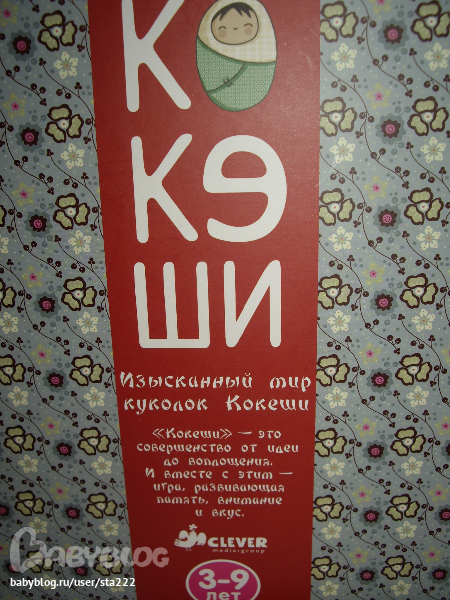 КО
КЕ
ШИ
Изысканный мир
куколок Кокеши
«Кокеши» — это
совершенство от идеи
до воплощения.
И вместе с этим —
игра, развивающая
память, внимание
и вкус.
CLEVER
media-group
3-9
лет
BABYBLOG
babyblog.ru/user/sta222